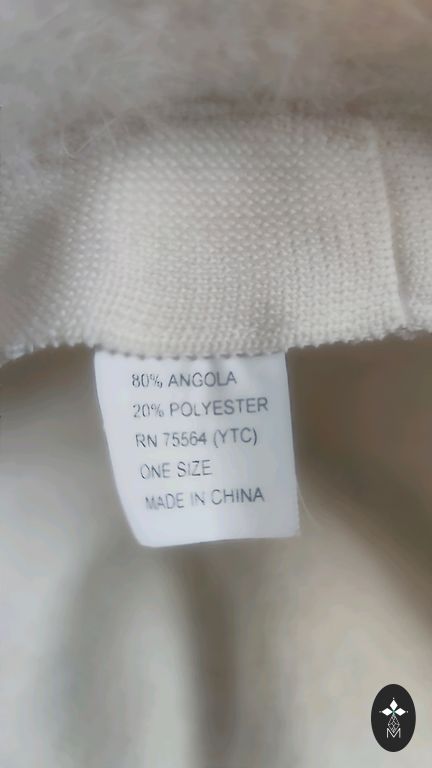 80% ANGOLA
20% POLYESTER
RN 75564 (YTC)
ONE SIZE
MADE IN CHINA
M